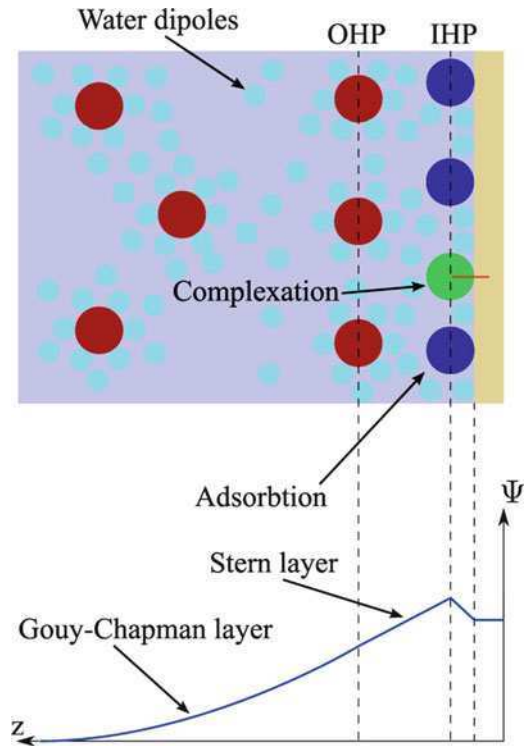 Water dipoles
OHP
IHP
Complexation
Adsorbtion
Ψ
Stern layer
Gouy-Chapman layer
z